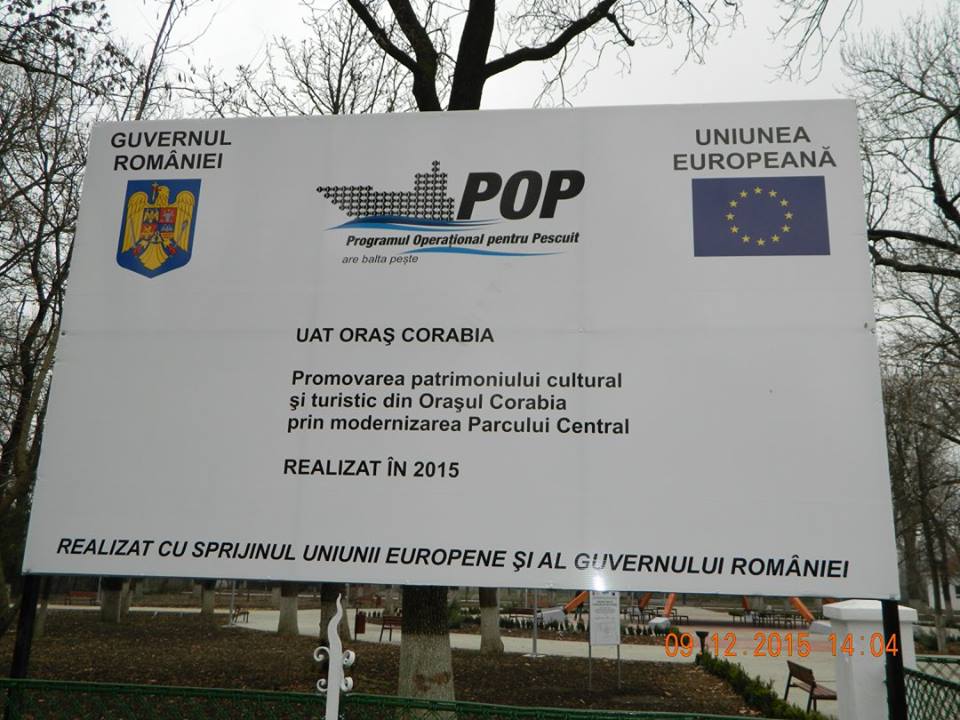 GUVERNUL
ROMÂNIEI
POP
Programul Operaţional pentru Pescuit
are balta peşte
UNIUNEA
EUROPEANĂ
UAT ORAŞ CORABIA
Promovarea patrimoniului cultural
şi turistic din Oraşul Corabia
prin modernizarea Parcului Central
REALIZAT ÎN 2015
REALIZAT CU SPRIJINUL UNIUNII EUROPENE ŞI AL GUVERNULUI ROMÂNIEI
09.12.2015 14:04